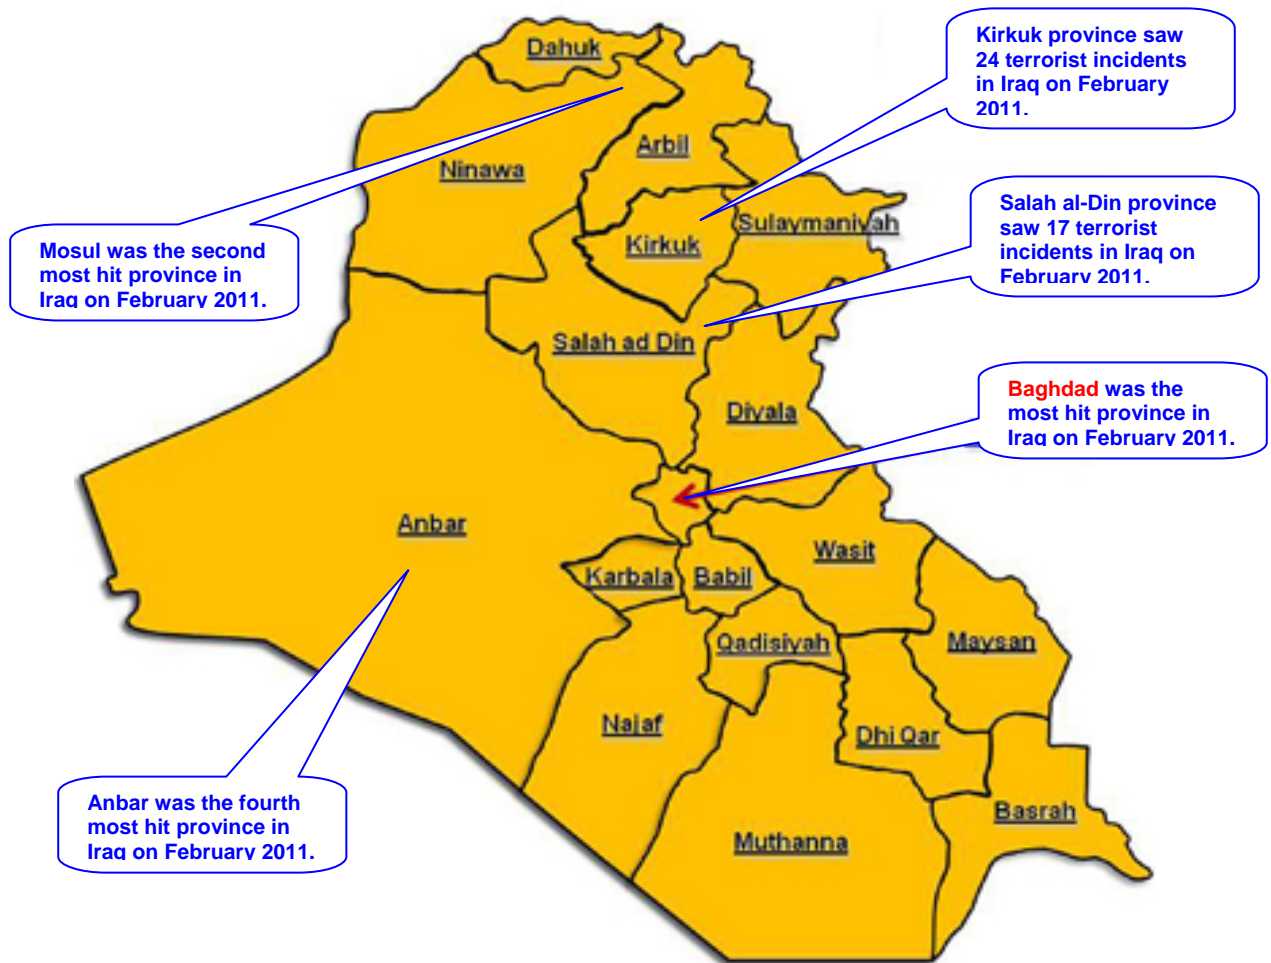 Dahuk
Kirkuk province saw
24 terrorist incidents
in Iraq on February
2011.
Arbil
Ninawa
Salah al-Din province
saw 17 terrorist
incidents in Iraq on
February 2011.
Sulaymaniyah
Kirkuk
Mosul was the second
most hit province in
Iraq on February 2011.
Salah ad Din
Baghdad was the
most hit province in
Iraq on February 2011.
Diyala
Anbar
Wasit
Karbala
Babil
Qadisiyah
Maysan
Najaf
Dhi Qar
Anbar was the fourth
most hit province in
Iraq on February 2011.
Basrah
Muthanna